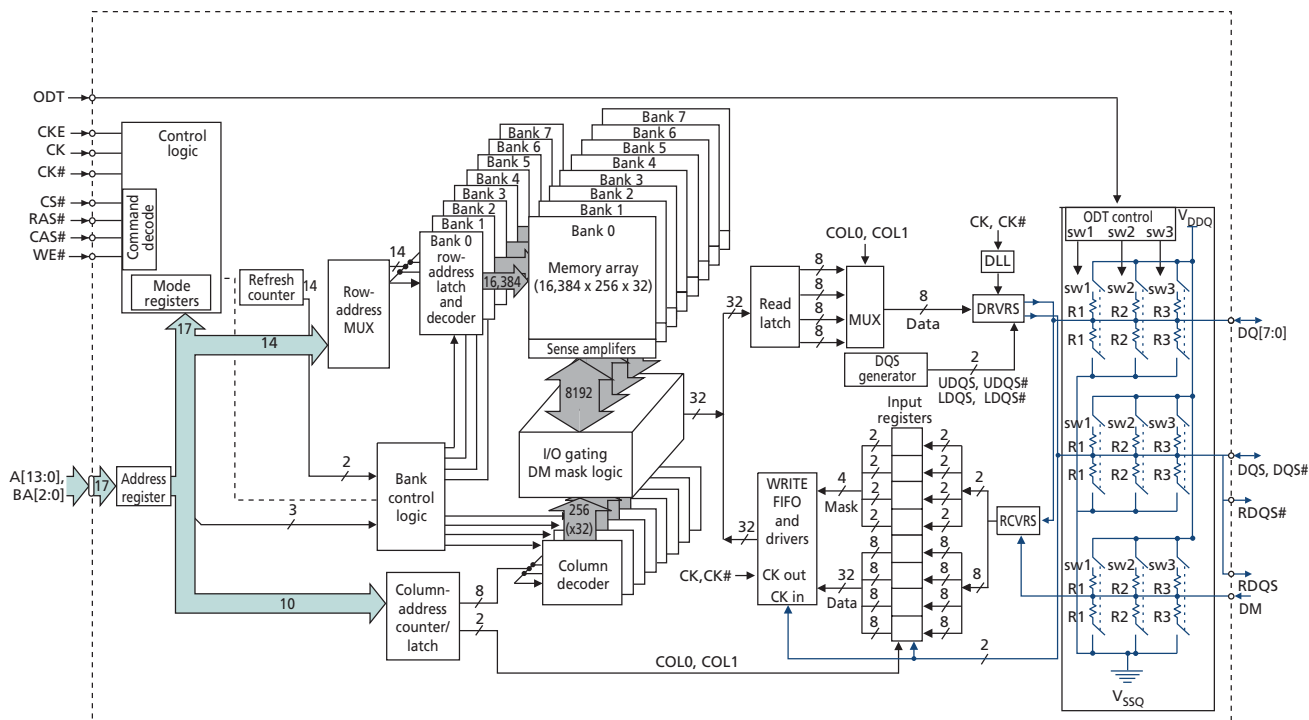 ODT
CKE
CK
CK#
CS#
RAS#
CAS#
WE#
Control
logic
Command
decode
Mode
registers
17
Refresh
counter
14
14
Row-
address
MUX
14
Bank 7
Bank 6
Bank 5
Bank 4
Bank 3
Bank 2
Bank 1
Bank 0
row-
address
latch
and
decoder
16,384
Bank 7
Bank 6
Bank 5
Bank 4
Bank 3
Bank 2
Bank 1
Bank 0
Memory array
(16,384 x 256 x 32)
Sense amplifers
8192
I/O gating
DM mask logic
256
(x32)
Column
decoder
A[13:0],
BA[2:0]
17
Address
register
2
3
Bank
control
logic
10
Column-
address
counter/
latch
8
2
COL0, COL1
32
32
32
Read
latch
8
8
8
8
COL0, COL1
MUX
8
Data
DQS
generator
2
UDQS, UDQS#
LDQS, LDQS#
CK, CK#
DLL
DRVRS
Input
registers
2
2
2
2
8
8
8
8
2
2
2
2
8
8
8
8
4
Mask
32
Data
WRITE
FIFO
and
drivers
CK out
CK in
CK,CK#
2
8
RCVRS
2
ODT control
sw1 sw2 sw3
VDDQ
sw1 sw2 sw3
R1 R2 R3
R1 R2 R3
sw1 sw2 sw3
R1 R2 R3
R1 R2 R3
sw1 sw2 sw3
R1 R2 R3
R1 R2 R3
VSSQ
DQ[7:0]
DQS, DQS#
RDQS#
RDQS
DM